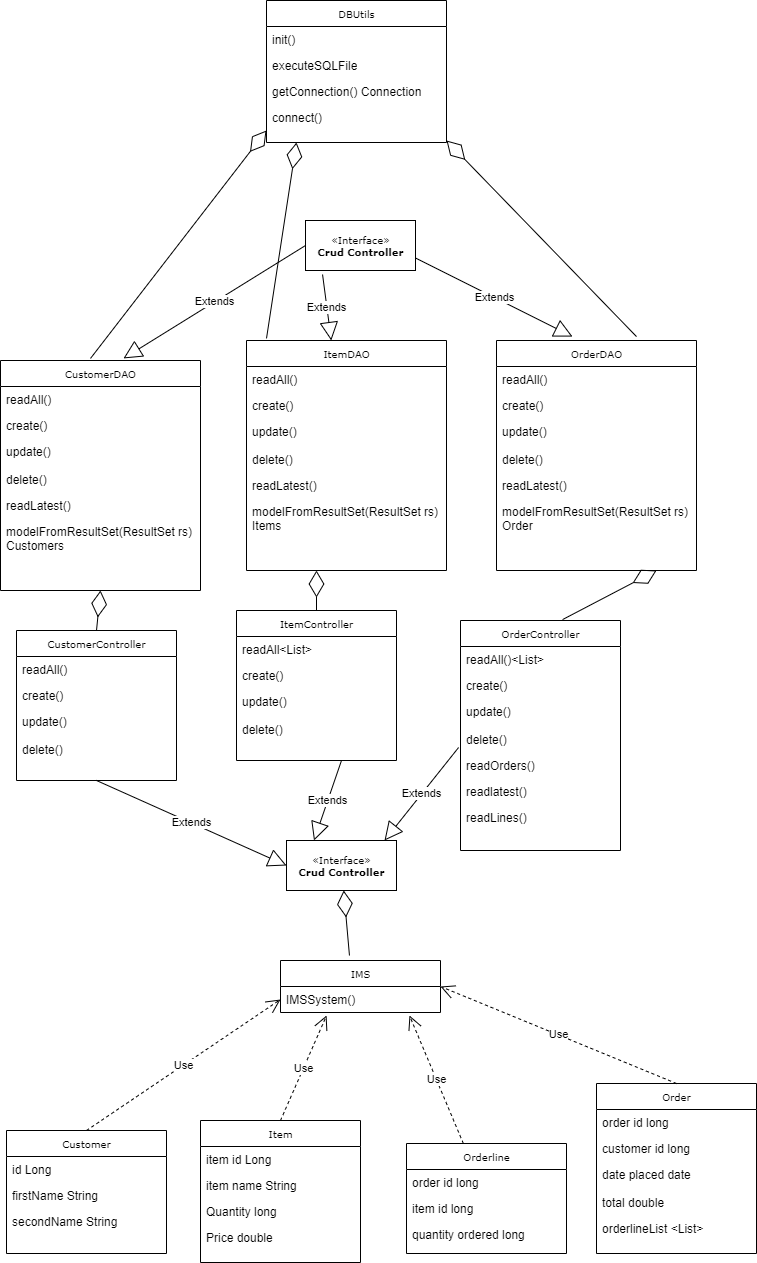 DBUtils
init()
executeSQLFile
getConnection() Connection
connect()
«Interface»
Crud Controller
Extends
Extends
Extends
CustomerDAO
readAll()
create()
update()
delete()
readLatest()
modelFromResultSet(ResultSet rs)
Customers
ItemDAO
readAll()
create()
update()
delete()
readLatest()
modelFromResultSet(ResultSet rs)
Items
OrderDAO
readAll()
create()
update()
delete()
readLatest()
modelFromResultSet(ResultSet rs)
Order
CustomerController
readAll()
create()
update()
delete()
ItemController
readAll<List>
create()
update()
delete()
OrderController
readAll()<List>
create()
update()
delete()
readOrders()
readlatest()
readLines()
Extends
Extends
Extends
«Interface»
Crud Controller
IMS
IMSSystem()
Use
Use
Use
Use
Customer
id Long
firstName String
secondName String
Item
item id Long
item name String
Quantity long
Price double
Orderline
order id long
item id long
quantity ordered long
Order
order id long
customer id long
date placed date
total double
orderlineList <List>